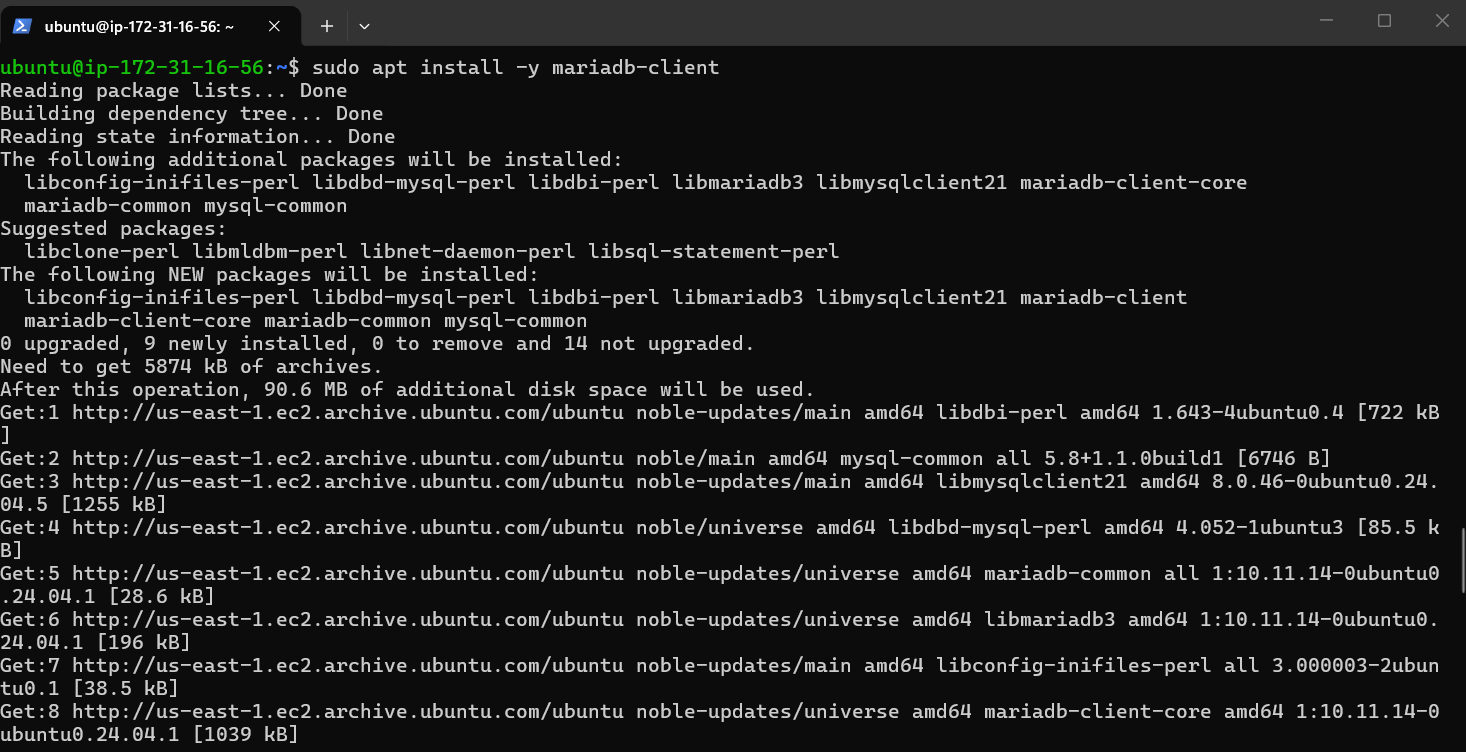 ubuntu@ip-172-31-16-56: ~
ubuntu@ip-172-31-16-56:~$ sudo apt install -y mariadb-client
Reading package lists... Done
Building dependency tree... Done
Reading state information... Done
The following additional packages will be installed:
  libconfig-inifiles-perl libdbd-mysql-perl libdbi-perl libmariadb3 libmysqlclient21 mariadb-client-core
  mariadb-common mysql-common
Suggested packages:
  libclone-perl libmldbm-perl libnet-daemon-perl libsql-statement-perl
The following NEW packages will be installed:
  libconfig-inifiles-perl libdbd-mysql-perl libdbi-perl libmariadb3 libmysqlclient21 mariadb-client
  mariadb-client-core mariadb-common mysql-common
0 upgraded, 9 newly installed, 0 to remove and 14 not upgraded.
Need to get 5874 kB of archives.
After this operation, 90.6 MB of additional disk space will be used.
Get:1 http://us-east-1.ec2.archive.ubuntu.com/ubuntu noble-updates/main amd64 libdbi-perl amd64 1.643-4ubuntu0.4 [722 kB
]
Get:2 http://us-east-1.ec2.archive.ubuntu.com/ubuntu noble/main amd64 mysql-common all 5.8+1.1.0build1 [6746 B]
Get:3 http://us-east-1.ec2.archive.ubuntu.com/ubuntu noble-updates/main amd64 libmysqlclient21 amd64 8.0.46-0ubuntu0.24.
04.5 [1255 kB]
Get:4 http://us-east-1.ec2.archive.ubuntu.com/ubuntu noble/universe amd64 libdbd-mysql-perl amd64 4.052-1ubuntu3 [85.5 k
B]
Get:5 http://us-east-1.ec2.archive.ubuntu.com/ubuntu noble-updates/universe amd64 mariadb-common all 1:10.11.14-0ubuntu0
.24.04.1 [28.6 kB]
Get:6 http://us-east-1.ec2.archive.ubuntu.com/ubuntu noble-updates/universe amd64 libmariadb3 amd64 1:10.11.14-0ubuntu0.
24.04.1 [196 kB]
Get:7 http://us-east-1.ec2.archive.ubuntu.com/ubuntu noble-updates/main amd64 libconfig-inifiles-perl all 3.000003-2ubun
tu0.1 [38.5 kB]
Get:8 http://us-east-1.ec2.archive.ubuntu.com/ubuntu noble-updates/universe amd64 mariadb-client-core amd64 1:10.11.14-0
ubuntu0.24.04.1 [1039 kB]